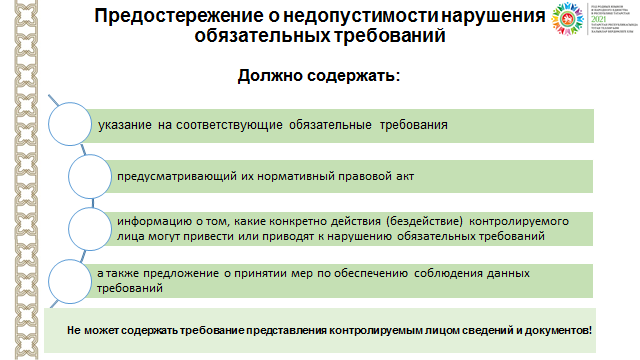 Предостережение о недопустимости нарушения
обязательных требований
2021
Должно содержать:
указание на соответствующие обязательные требования
предусматривающий их нормативный правовой акт
информацию о том, какие конкретно действия (бездействие) контролируемого
лица могут привести или приводят к нарушению обязательных требований
а также предложение о принятии мер по обеспечению соблюдения данных
требований
Не может содержать требование представления контролируемым лицом сведений и документов!